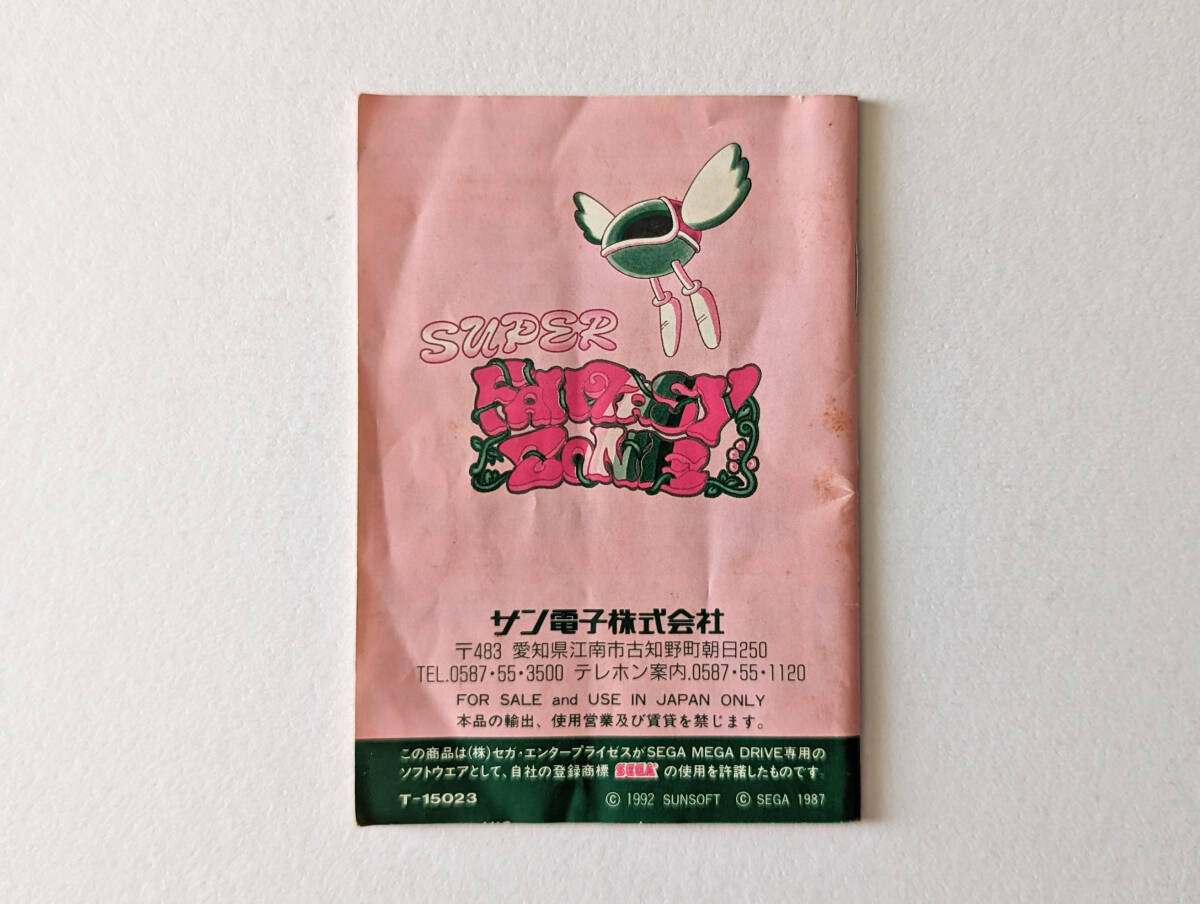 SUPER
FANTASY
ZONE
サン電子株式会社
〒483 愛知県江南市古知野町朝日250
TEL.0587・55・3500 テレホン案内.0587・55・1120
FOR SALE and USE IN JAPAN ONLY
本品の輸出、使用営業及び賃貸を禁じます。
この商品は(株)セガ・エンタープライゼスがSEGA MEGA DRIVE専用の
ソフトウエアとして、自社の登録商標 SEGA® の使用を許諾したものです。
T-15023 © 1992 SUNSOFT © SEGA 1987